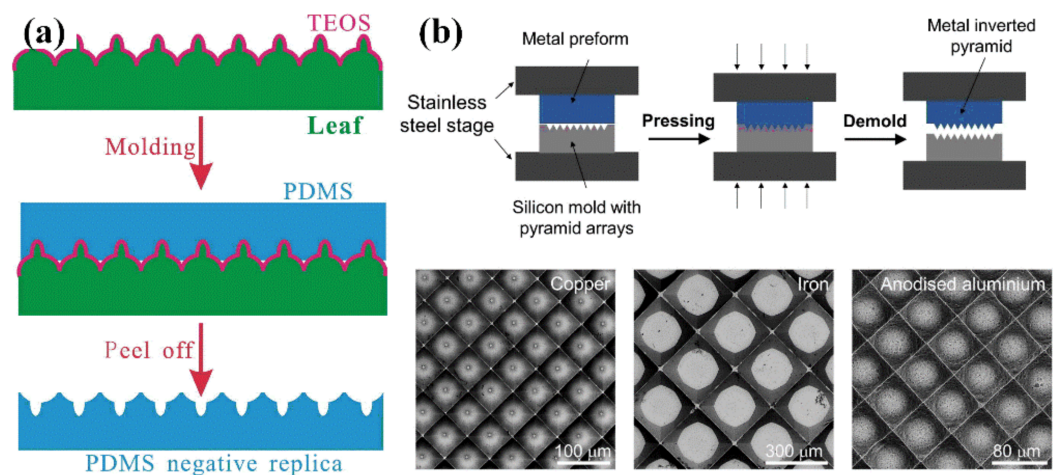 (a)
TEOS
Leaf
Molding
PDMS
Peel off
PDMS negative replica
(b)
Metal preform
Metal inverted
pyramid
Stainless
steel stage
Pressing
Demold
Silicon mold with
pyramid arrays
Copper
100 μm
Iron
300 μm
Anodised aluminium
80 μm